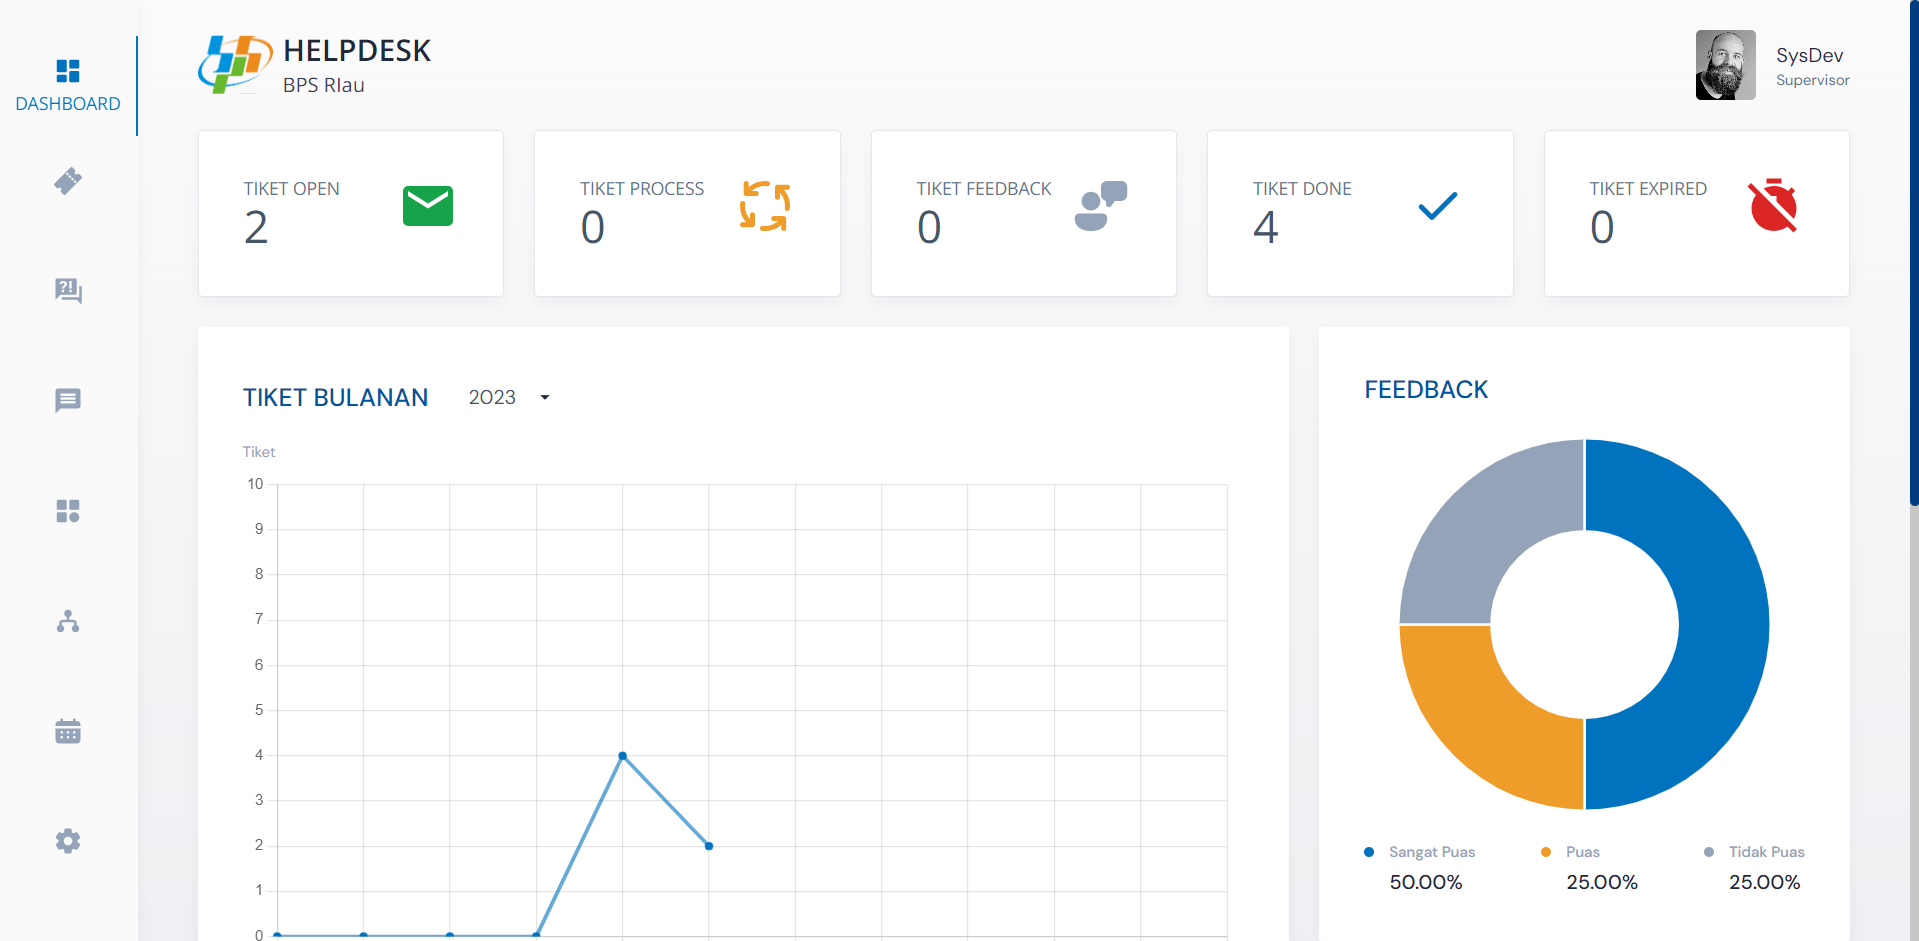 DASHBOARD
HELPDESK
BPS RIau
SysDev
Supervisor
TIKET OPEN
2
TIKET PROCESS
0
TIKET FEEDBACK
0
TIKET DONE
4
TIKET EXPIRED
0
TIKET BULANAN
2023
Tiket
10
9
8
7
6
5
4
3
2
1
0
FEEDBACK
Sangat Puas
50.00%
Puas
25.00%
Tidak Puas
25.00%